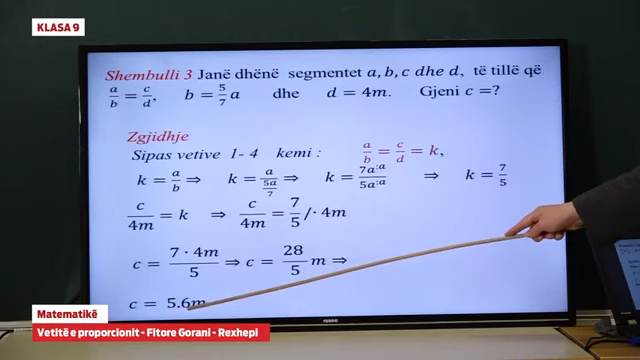 KLASA 9
Shembulli 3 Janë dhënë segmentet a, b, c dhe d, të tillë që
a/b = c/d, b = 5/7 a dhe d = 4m. Gjeni c =?
Zgjidhje
Sipas vetive 1- 4 kemi : a/b = c/d = k,
k = a/b ⇒ k = a/(5a/7) ⇒ k = 7a^:a/5a^:a ⇒ k = 7/5
c/4m = k ⇒ c/4m = 7/5 /· 4m
c = 7 · 4m/5 ⇒ c = 28/5 m ⇒
c = 5.6m
Matematikë
Vetitë e proporcionit - Fitore Gorani - Rexhepi